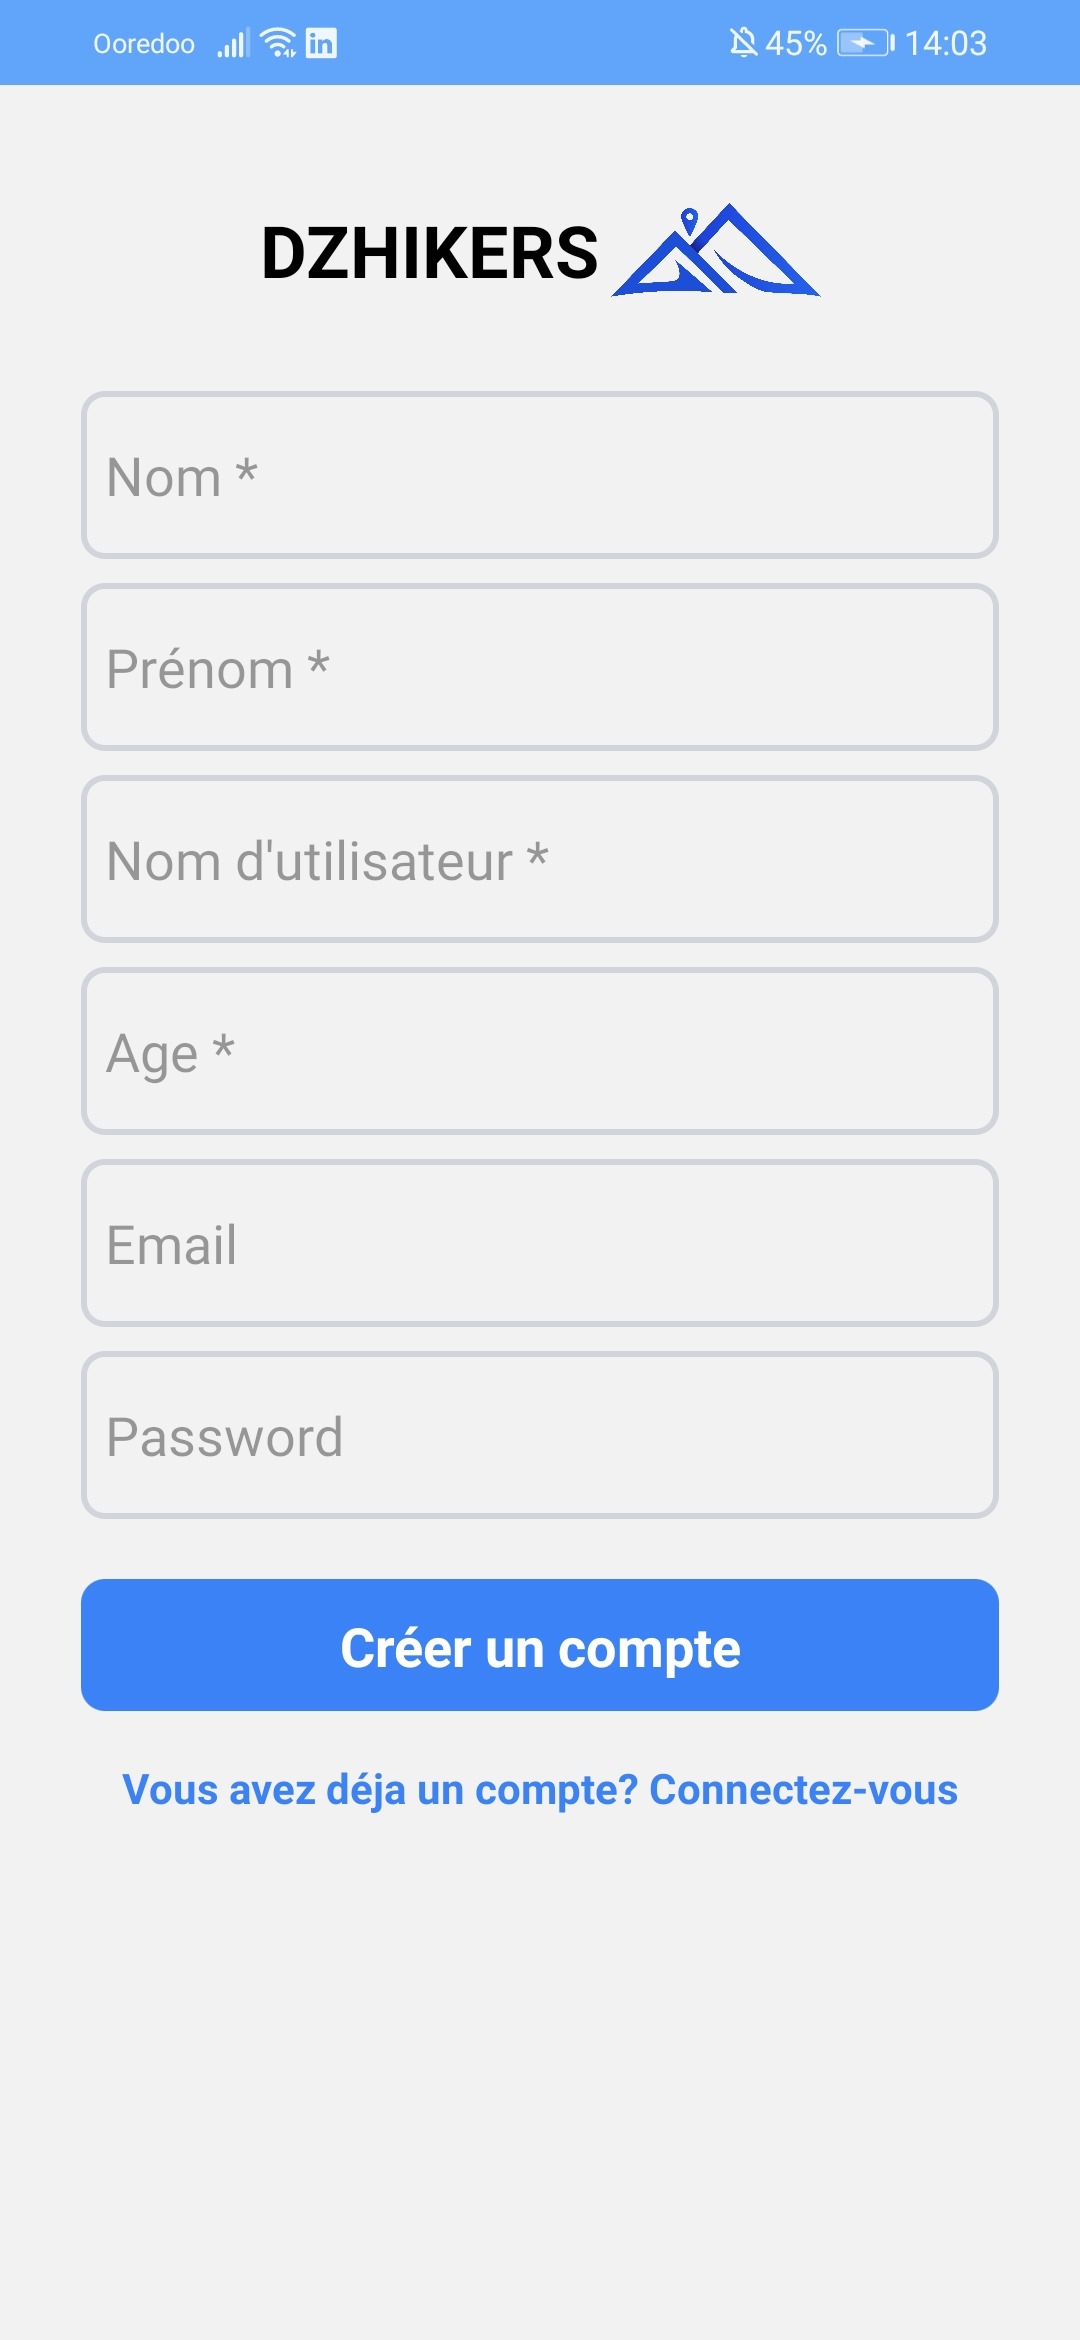 Ooredoo in 45% 14:03
DZHIKERS
Nom *
Prénom *
Nom d'utilisateur *
Age *
Email
Password
Créer un compte
Vous avez déja un compte? Connectez-vous